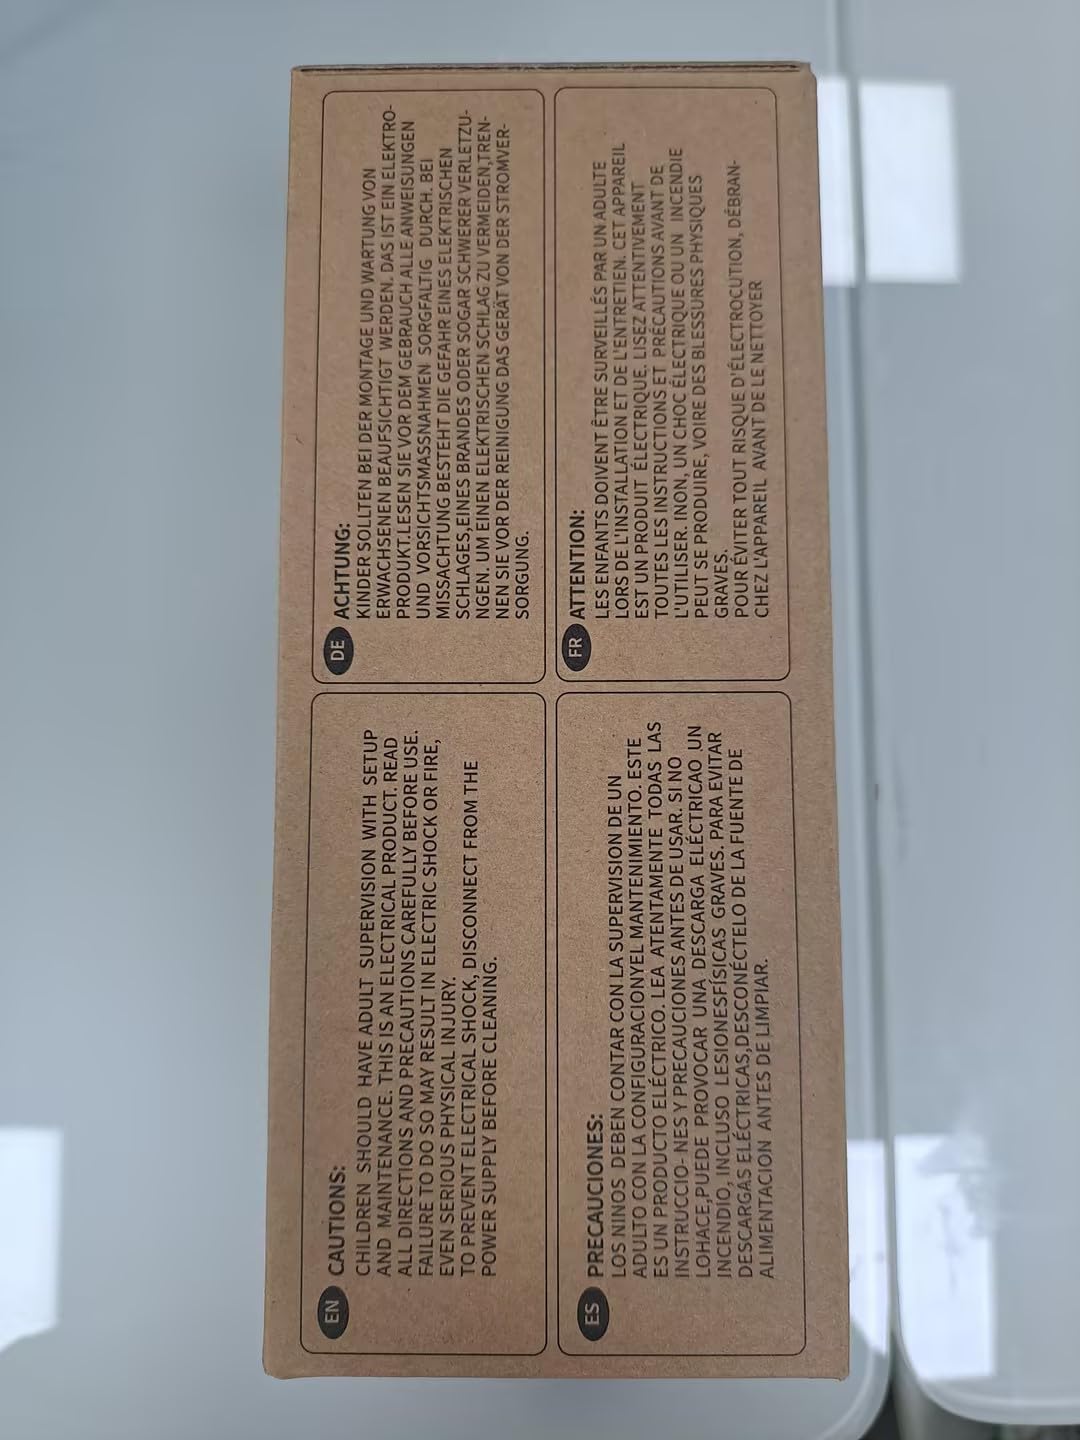 EN CAUTIONS:
CHILDREN SHOULD HAVE ADULT SUPERVISION WITH SETUP
AND MAINTENANCE. THIS IS AN ELECTRICAL PRODUCT. READ
ALL DIRECTIONS AND PRECAUTIONS CAREFULLY BEFORE USE.
FAILURE TO DO SO MAY RESULT IN ELECTRIC SHOCK OR FIRE,
EVEN SERIOUS PHYSICAL INJURY.
TO PREVENT ELECTRICAL SHOCK, DISCONNECT FROM THE
POWER SUPPLY BEFORE CLEANING.
DE ACHTUNG:
KINDER SOLLTEN BEI DER MONTAGE UND WARTUNG VON
ERWACHSENEN BEAUFSICHTIGT WERDEN. DAS IST EIN ELEKTRO-
PRODUKT.LESEN SIE VOR DEM GEBRAUCH ALLE ANWEISUNGEN
UND VORSICHTSMASSNAHMEN SORGFALTIG DURCH. BEI
MISSACHTUNG BESTEHT DIE GEFAHR EINES ELEKTRISCHEN
SCHLAGES,EINES BRANDES ODER SOGAR SCHWERER VERLETZU-
NGEN. UM EINEN ELEKTRISCHEN SCHLAG ZU VERMEIDEN,TREN-
NEN SIE VOR DER REINIGUNG DAS GERÄT VON DER STROMVER-
SORGUNG.
ES PRECAUCIONES:
LOS NINOS DEBEN CONTAR CON LA SUPERVISION DE UN
ADULTO CON LA CONFIGURACIONYEL MANTENIMIENTO. ESTE
ES UN PRODUCTO ELÉCTRICO. LEA ATENTAMENTE TODAS LAS
INSTRUCCIO- NES Y PRECAUCIONES ANTES DE USAR. SI NO
LOHACE,PUEDE PROVOCAR UNA DESCARGA ELÉCTRICAO UN
INCENDIO, INCLUSO LESIONESFÍSICAS GRAVES. PARA EVITAR
DESCARGAS ELÉCTRICAS,DESCONÉCTELO DE LA FUENTE DE
ALIMENTACION ANTES DE LIMPIAR.
FR ATTENTION:
LES ENFANTS DOIVENT ÊTRE SURVEILLÉS PAR UN ADULTE
LORS DE L'INSTALLATION ET DE L'ENTRETIEN. CET APPAREIL
EST UN PRODUIT ÉLECTRIQUE. LISEZ ATTENTIVEMENT
TOUTES LES INSTRUCTIONS ET PRÉCAUTIONS AVANT DE
L'UTILISER. INON, UN CHOC ÉLECTRIQUE OU UN INCENDIE
PEUT SE PRODUIRE, VOIRE DES BLESSURES PHYSIQUES
GRAVES.
POUR ÉVITER TOUT RISQUE D'ÉLECTROCUTION, DÉBRAN-
CHEZ L'APPAREIL AVANT DE LE NETTOYER